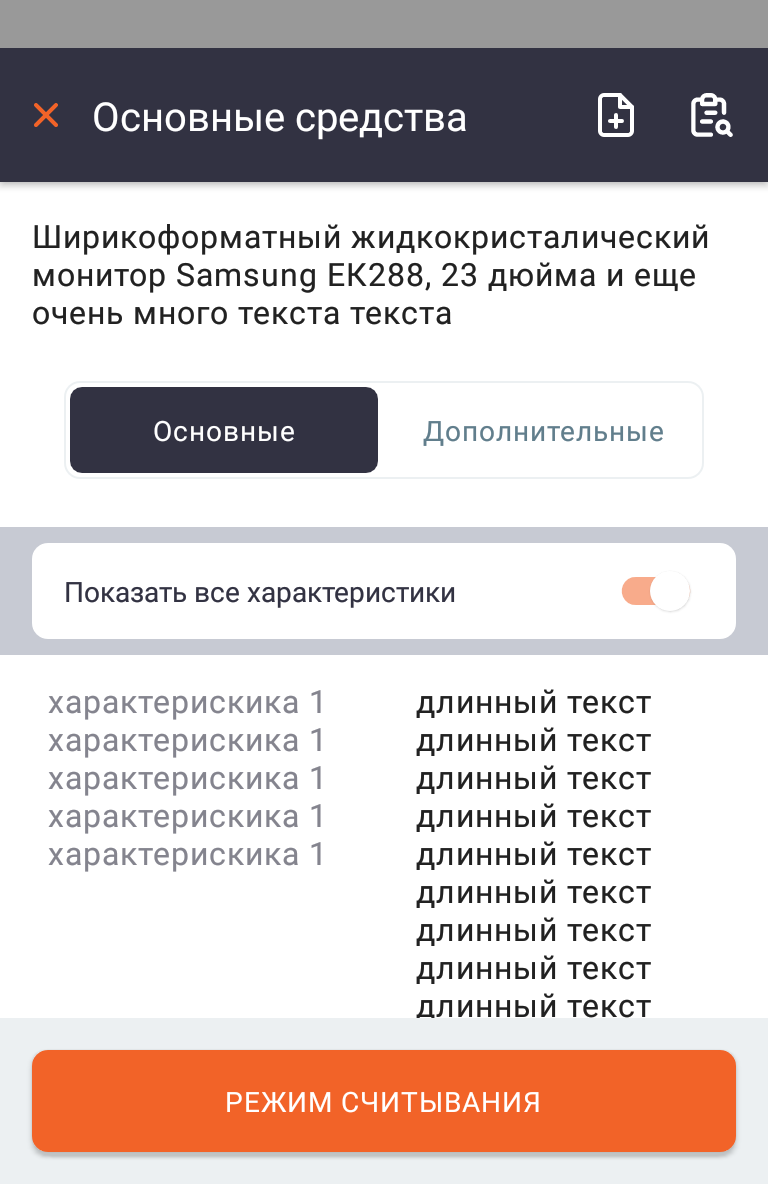 Основные средства
Ширикоформатный жидкокристалический
монитор Samsung ЕК288, 23 дюйма и еще
очень много текста текста
Основные
Дополнительные
Показать все характеристики
характерискика 1 длинный текст
характерискика 1 длинный текст
характерискика 1 длинный текст
характерискика 1 длинный текст
характерискика 1 длинный текст
длинный текст
длинный текст
длинный текст
длинный текст
РЕЖИМ СЧИТЫВАНИЯ